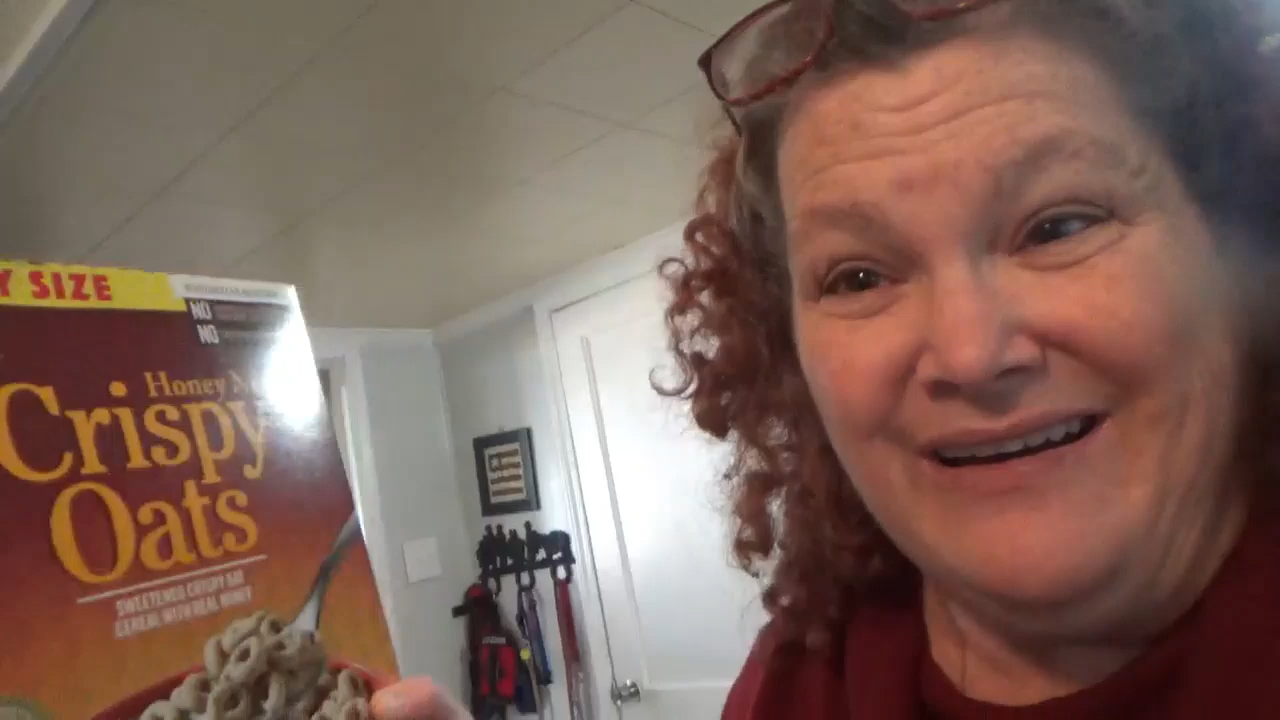 Y SIZE
NO
NO
Honey N
Crispy
Oats
SWEETENED CRISPY OAT
CEREAL WITH REAL HONEY